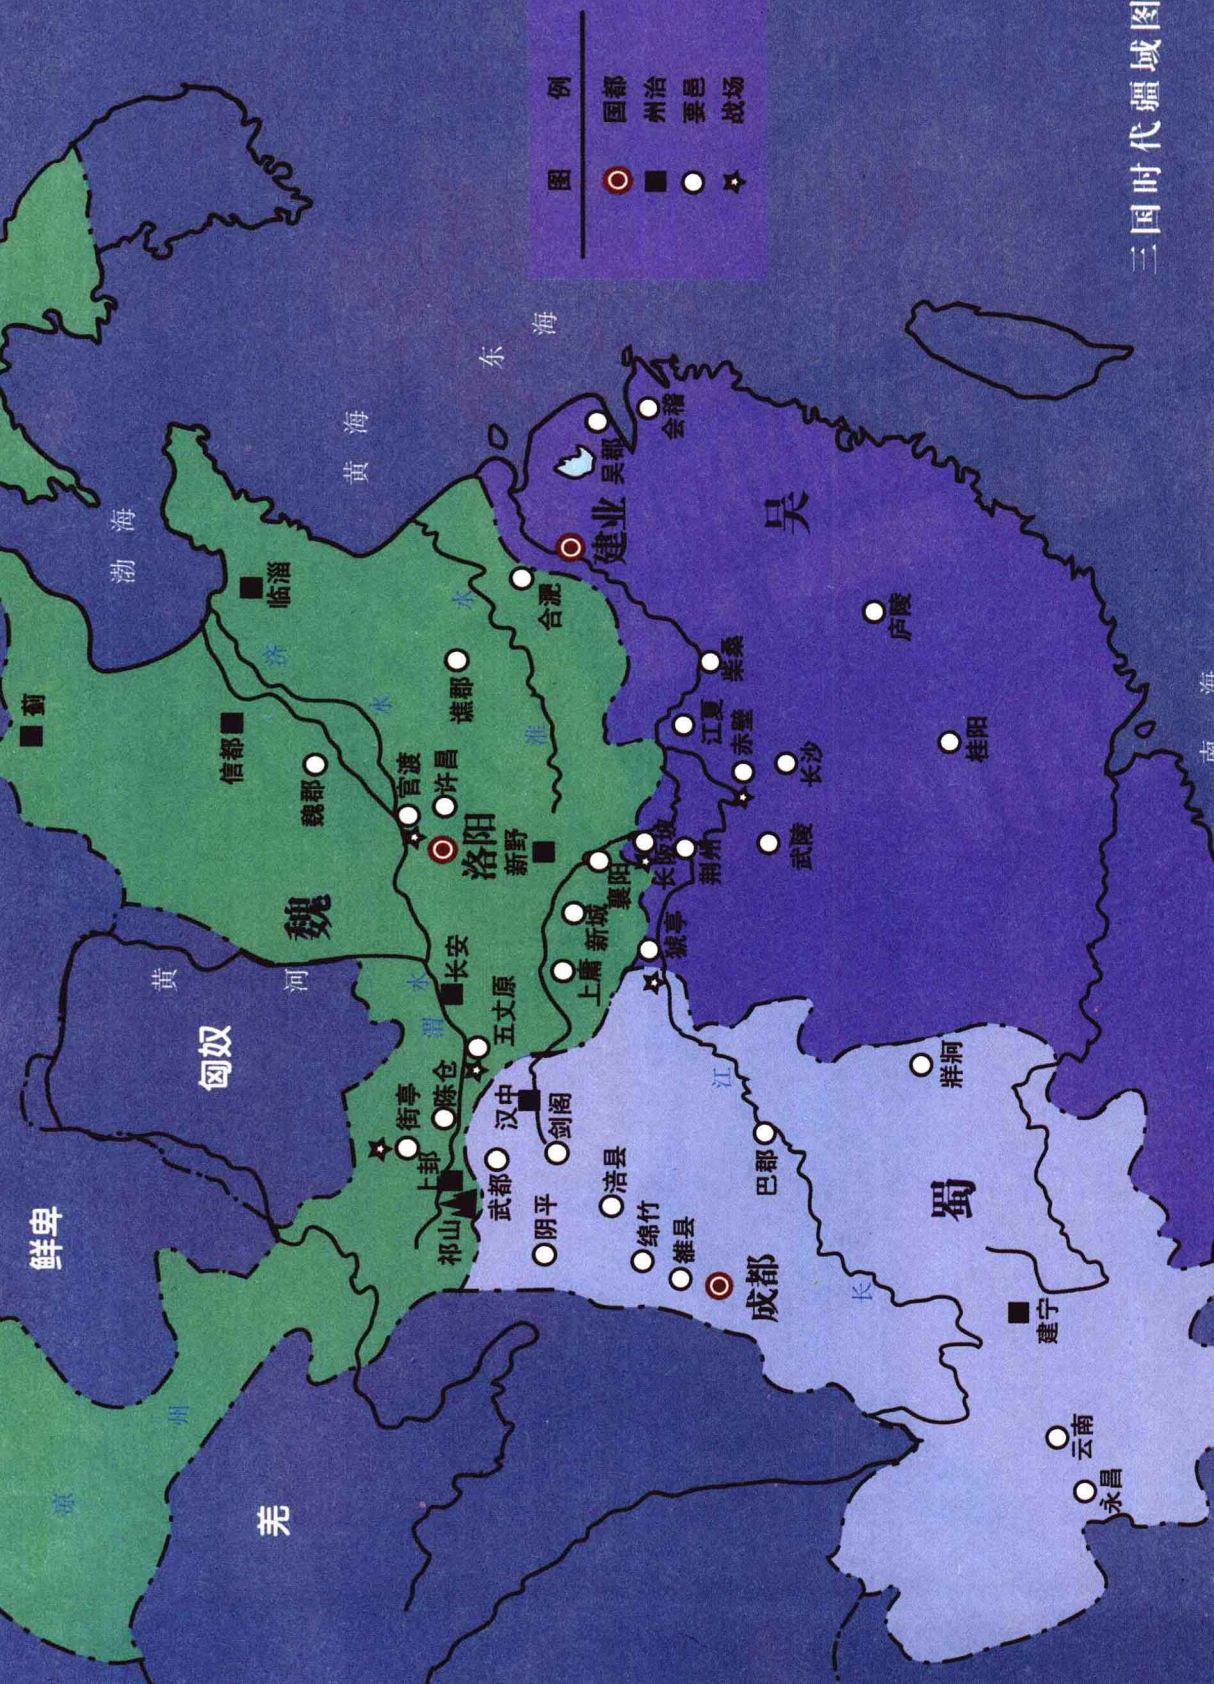 三国时代疆域图
图例
国都
州治
要邑
战场
鲜卑
匈奴
羌
凉州
黄河
渤海
黄海
东海
南海
魏
蓟
信都
临淄
魏郡
济水
官渡
许昌
洛阳
谯郡
淮水
新野
合肥
襄阳
新城
上庸
长安
渭水
五丈原
陈仓
街亭
上邽
祁山
蜀
汉中
武都
剑阁
阴平
涪县
绵竹
雒县
成都
巴郡
长江
牂牁
建宁
云南
永昌
吴
建业
吴郡
会稽
柴桑
庐陵
江夏
赤壁
长沙
桂阳
武陵
荆州
长阪坡
猇亭